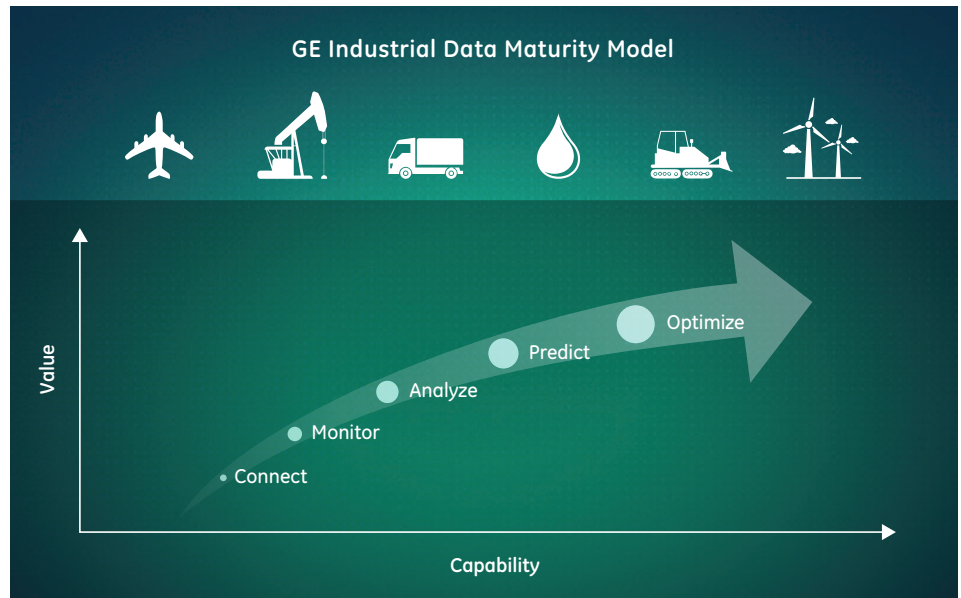 GE Industrial Data Maturity Model
Value
Optimize
Predict
Analyze
Monitor
Connect
Capability